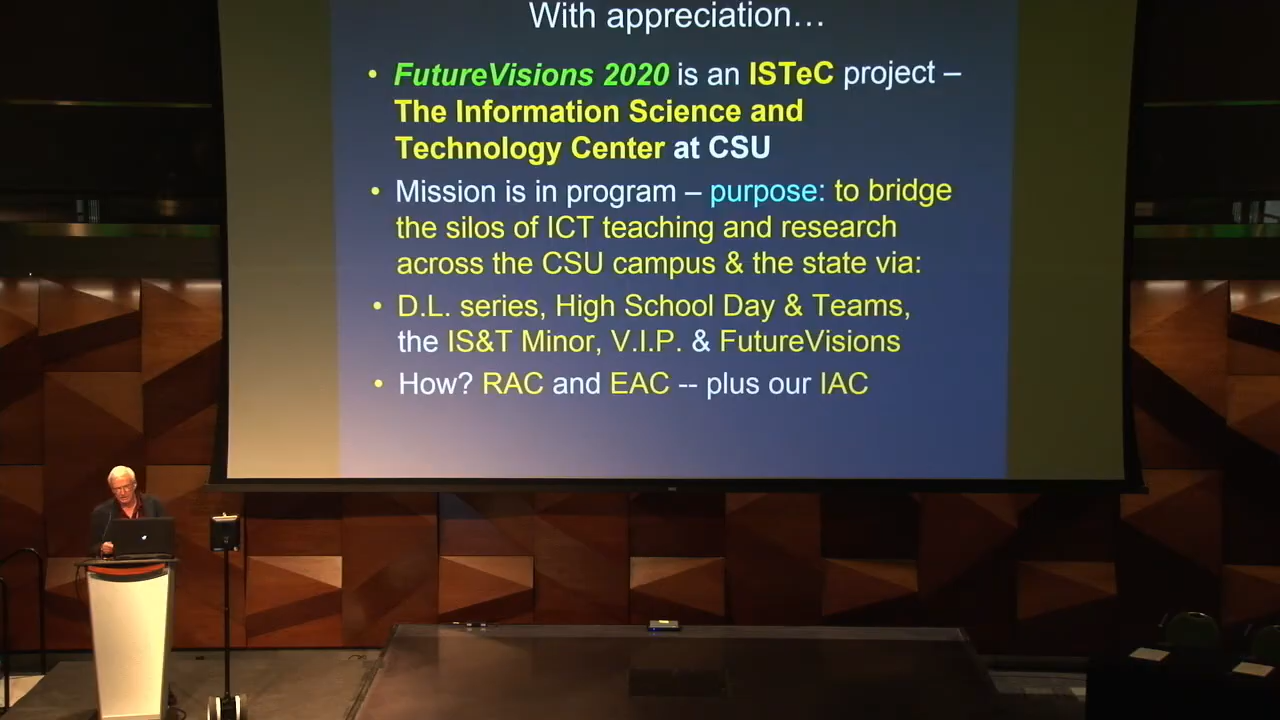 With appreciation…
• FutureVisions 2020 is an ISTeC project –
The Information Science and
Technology Center at CSU
• Mission is in program – purpose: to bridge
the silos of ICT teaching and research
across the CSU campus & the state via:
• D.L. series, High School Day & Teams,
the IS&T Minor, V.I.P. & FutureVisions
• How? RAC and EAC -- plus our IAC